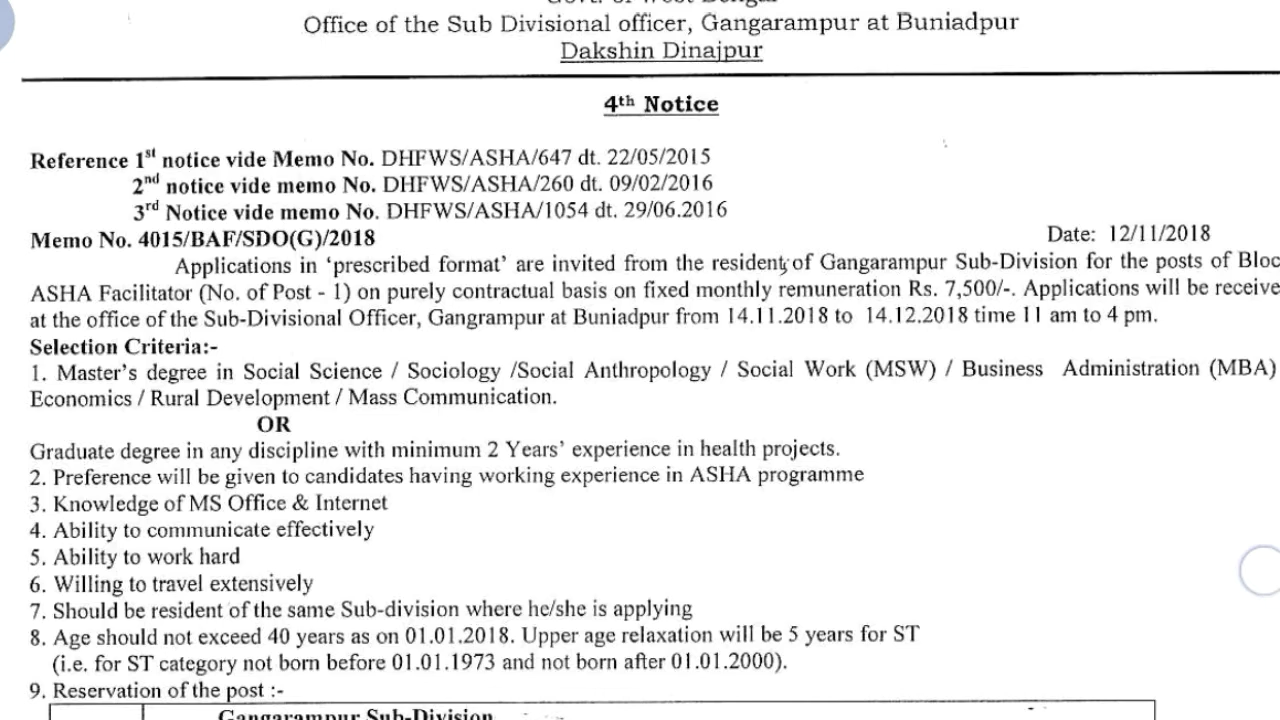 Office of the Sub Divisional officer, Gangarampur at Buniadpur
Dakshin Dinajpur
4th Notice
Reference 1st notice vide Memo No. DHFWS/ASHA/647 dt. 22/05/2015
2nd notice vide memo No. DHFWS/ASHA/260 dt. 09/02/2016
3rd Notice vide memo No. DHFWS/ASHA/1054 dt. 29/06.2016
Memo No. 4015/BAF/SDO(G)/2018 Date: 12/11/2018
Applications in ‘prescribed format’ are invited from the resident of Gangarampur Sub-Division for the posts of Bloc
ASHA Facilitator (No. of Post - 1) on purely contractual basis on fixed monthly remuneration Rs. 7,500/-. Applications will be receive
at the office of the Sub-Divisional Officer, Gangrampur at Buniadpur from 14.11.2018 to 14.12.2018 time 11 am to 4 pm.
Selection Criteria:-
1. Master’s degree in Social Science / Sociology /Social Anthropology / Social Work (MSW) / Business Administration (MBA)
Economics / Rural Development / Mass Communication.
OR
Graduate degree in any discipline with minimum 2 Years’ experience in health projects.
2. Preference will be given to candidates having working experience in ASHA programme
3. Knowledge of MS Office & Internet
4. Ability to communicate effectively
5. Ability to work hard
6. Willing to travel extensively
7. Should be resident of the same Sub-division where he/she is applying
8. Age should not exceed 40 years as on 01.01.2018. Upper age relaxation will be 5 years for ST
(i.e. for ST category not born before 01.01.1973 and not born after 01.01.2000).
9. Reservation of the post :-
Gangarampur Sub-Division